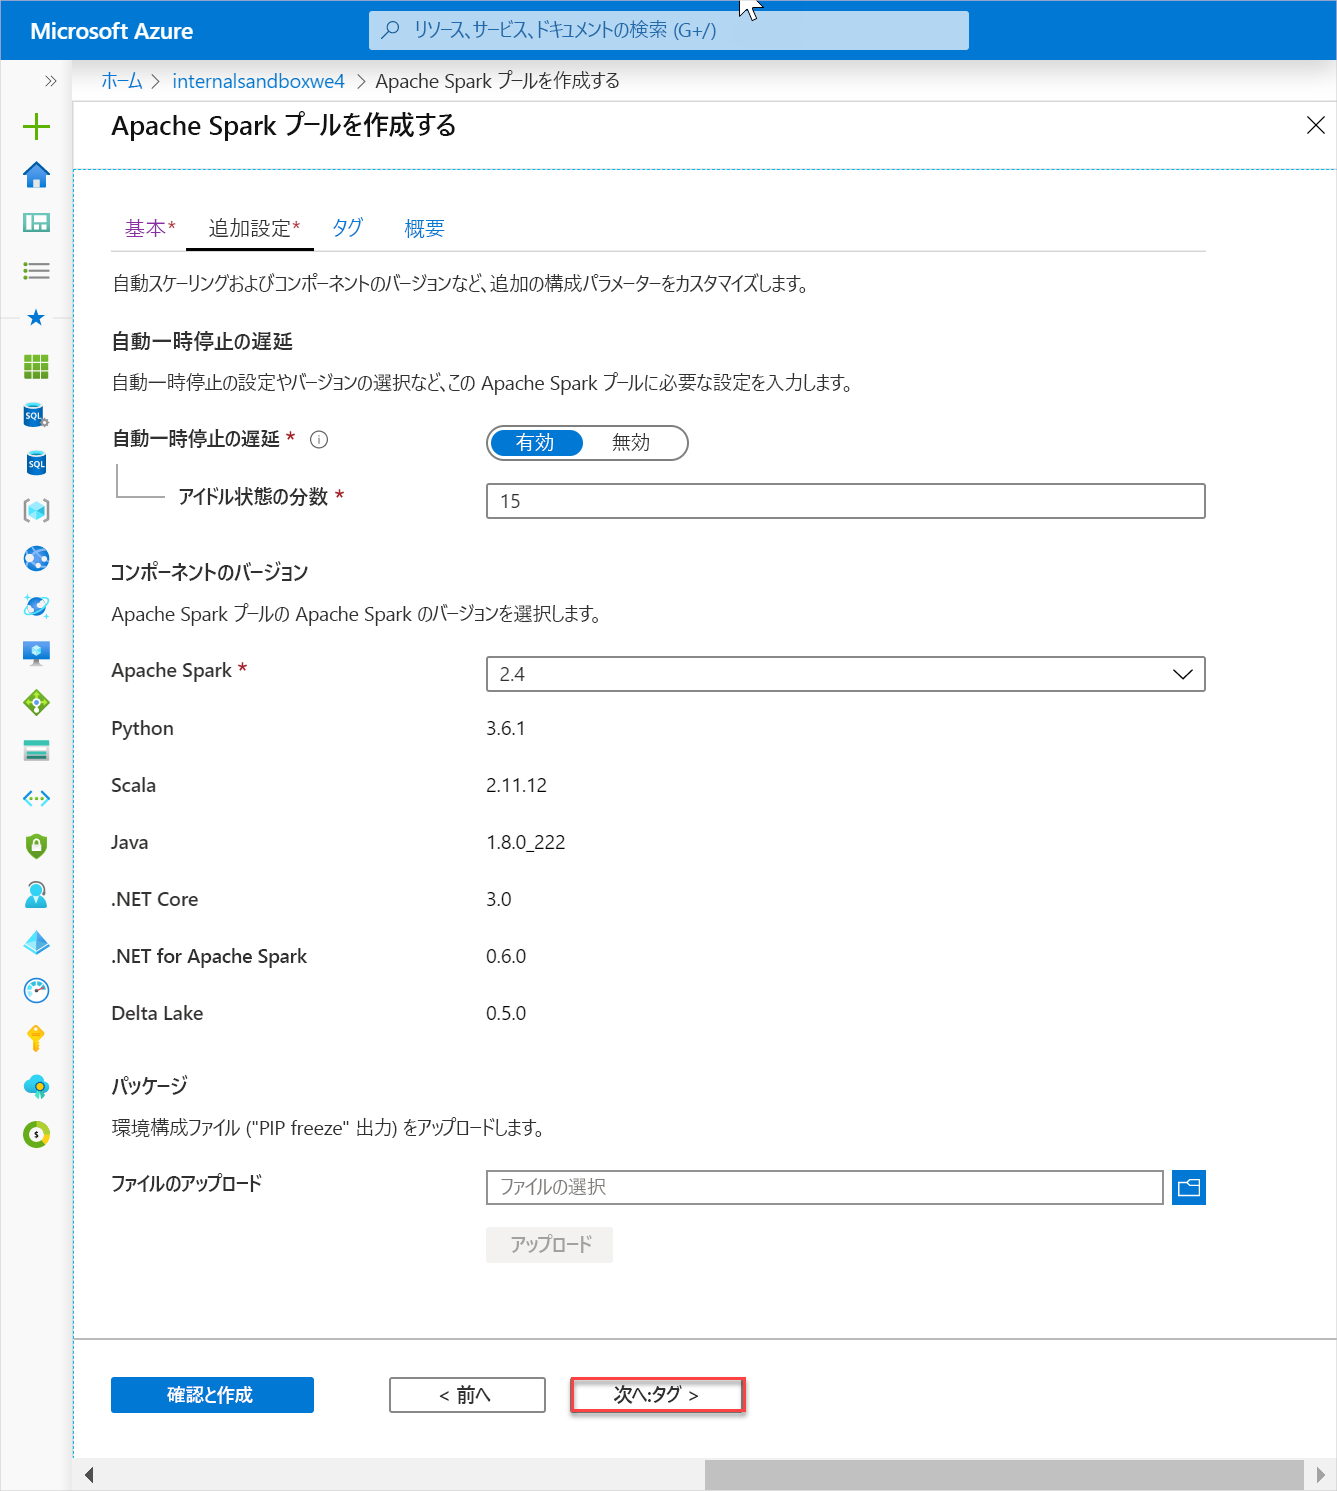 Microsoft Azure
リソース、サービス、ドキュメントの検索 (G+/)
ホーム > internalsandboxwe4 > Apache Spark プールを作成する
Apache Spark プールを作成する
基本* 追加設定* タグ 概要
自動スケーリングおよびコンポーネントのバージョンなど、追加の構成パラメーターをカスタマイズします。
自動一時停止の遅延
自動一時停止の設定やバージョンの選択など、この Apache Spark プールに必要な設定を入力します。
自動一時停止の遅延 * 有効 無効
アイドル状態の分数 * 15
コンポーネントのバージョン
Apache Spark プールの Apache Spark のバージョンを選択します。
Apache Spark * 2.4
Python 3.6.1
Scala 2.11.12
Java 1.8.0_222
.NET Core 3.0
.NET for Apache Spark 0.6.0
Delta Lake 0.5.0
パッケージ
環境構成ファイル ("PIP freeze" 出力) をアップロードします。
ファイルのアップロード ファイルの選択
アップロード
確認と作成 < 前へ 次へ:タグ >